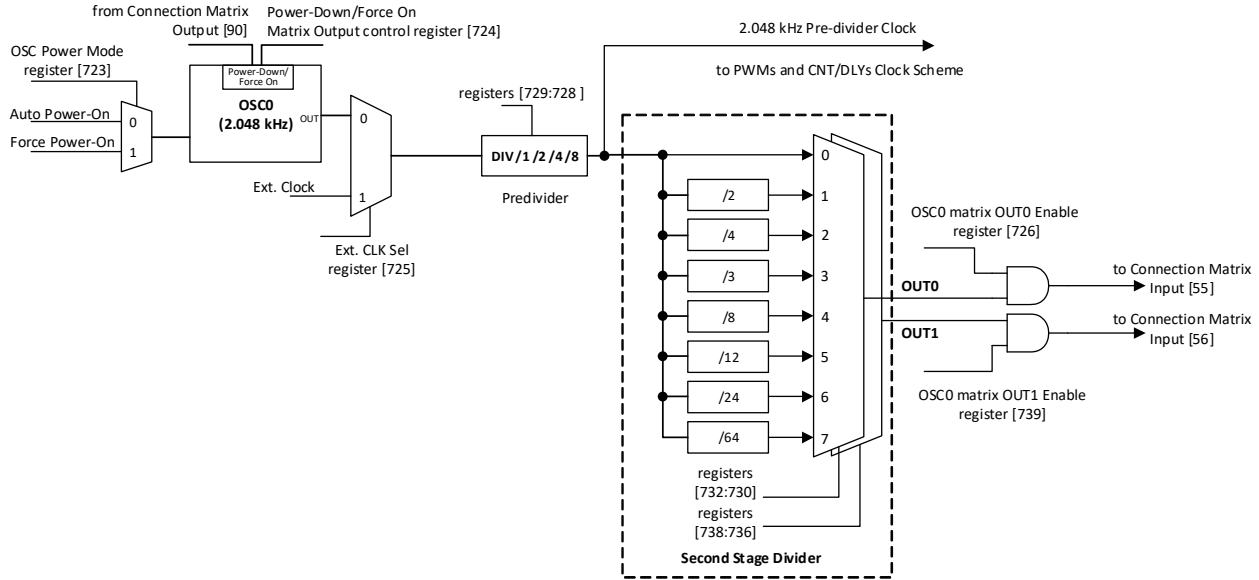 from Connection Matrix
Output [90]
Power-Down/Force On
Matrix Output control register [724]
OSC Power Mode
register [723]
Power-Down/
Force On
OSC0
(2.048 kHz)
OUT
Auto Power-On
Force Power-On
0
1
0
1
Ext. Clock
Ext. CLK Sel
register [725]
registers [729:728 ]
DIV /1 /2 /4 /8
Predivider
2.048 kHz Pre-divider Clock
to PWMs and CNT/DLYs Clock Scheme
0
/2
1
/4
2
/3
3
/8
4
/12
5
/24
6
/64
7
registers
[732:730]
registers
[738:736]
Second Stage Divider
OSC0 matrix OUT0 Enable
register [726]
OUT0
to Connection Matrix
Input [55]
OUT1
to Connection Matrix
Input [56]
OSC0 matrix OUT1 Enable
register [739]